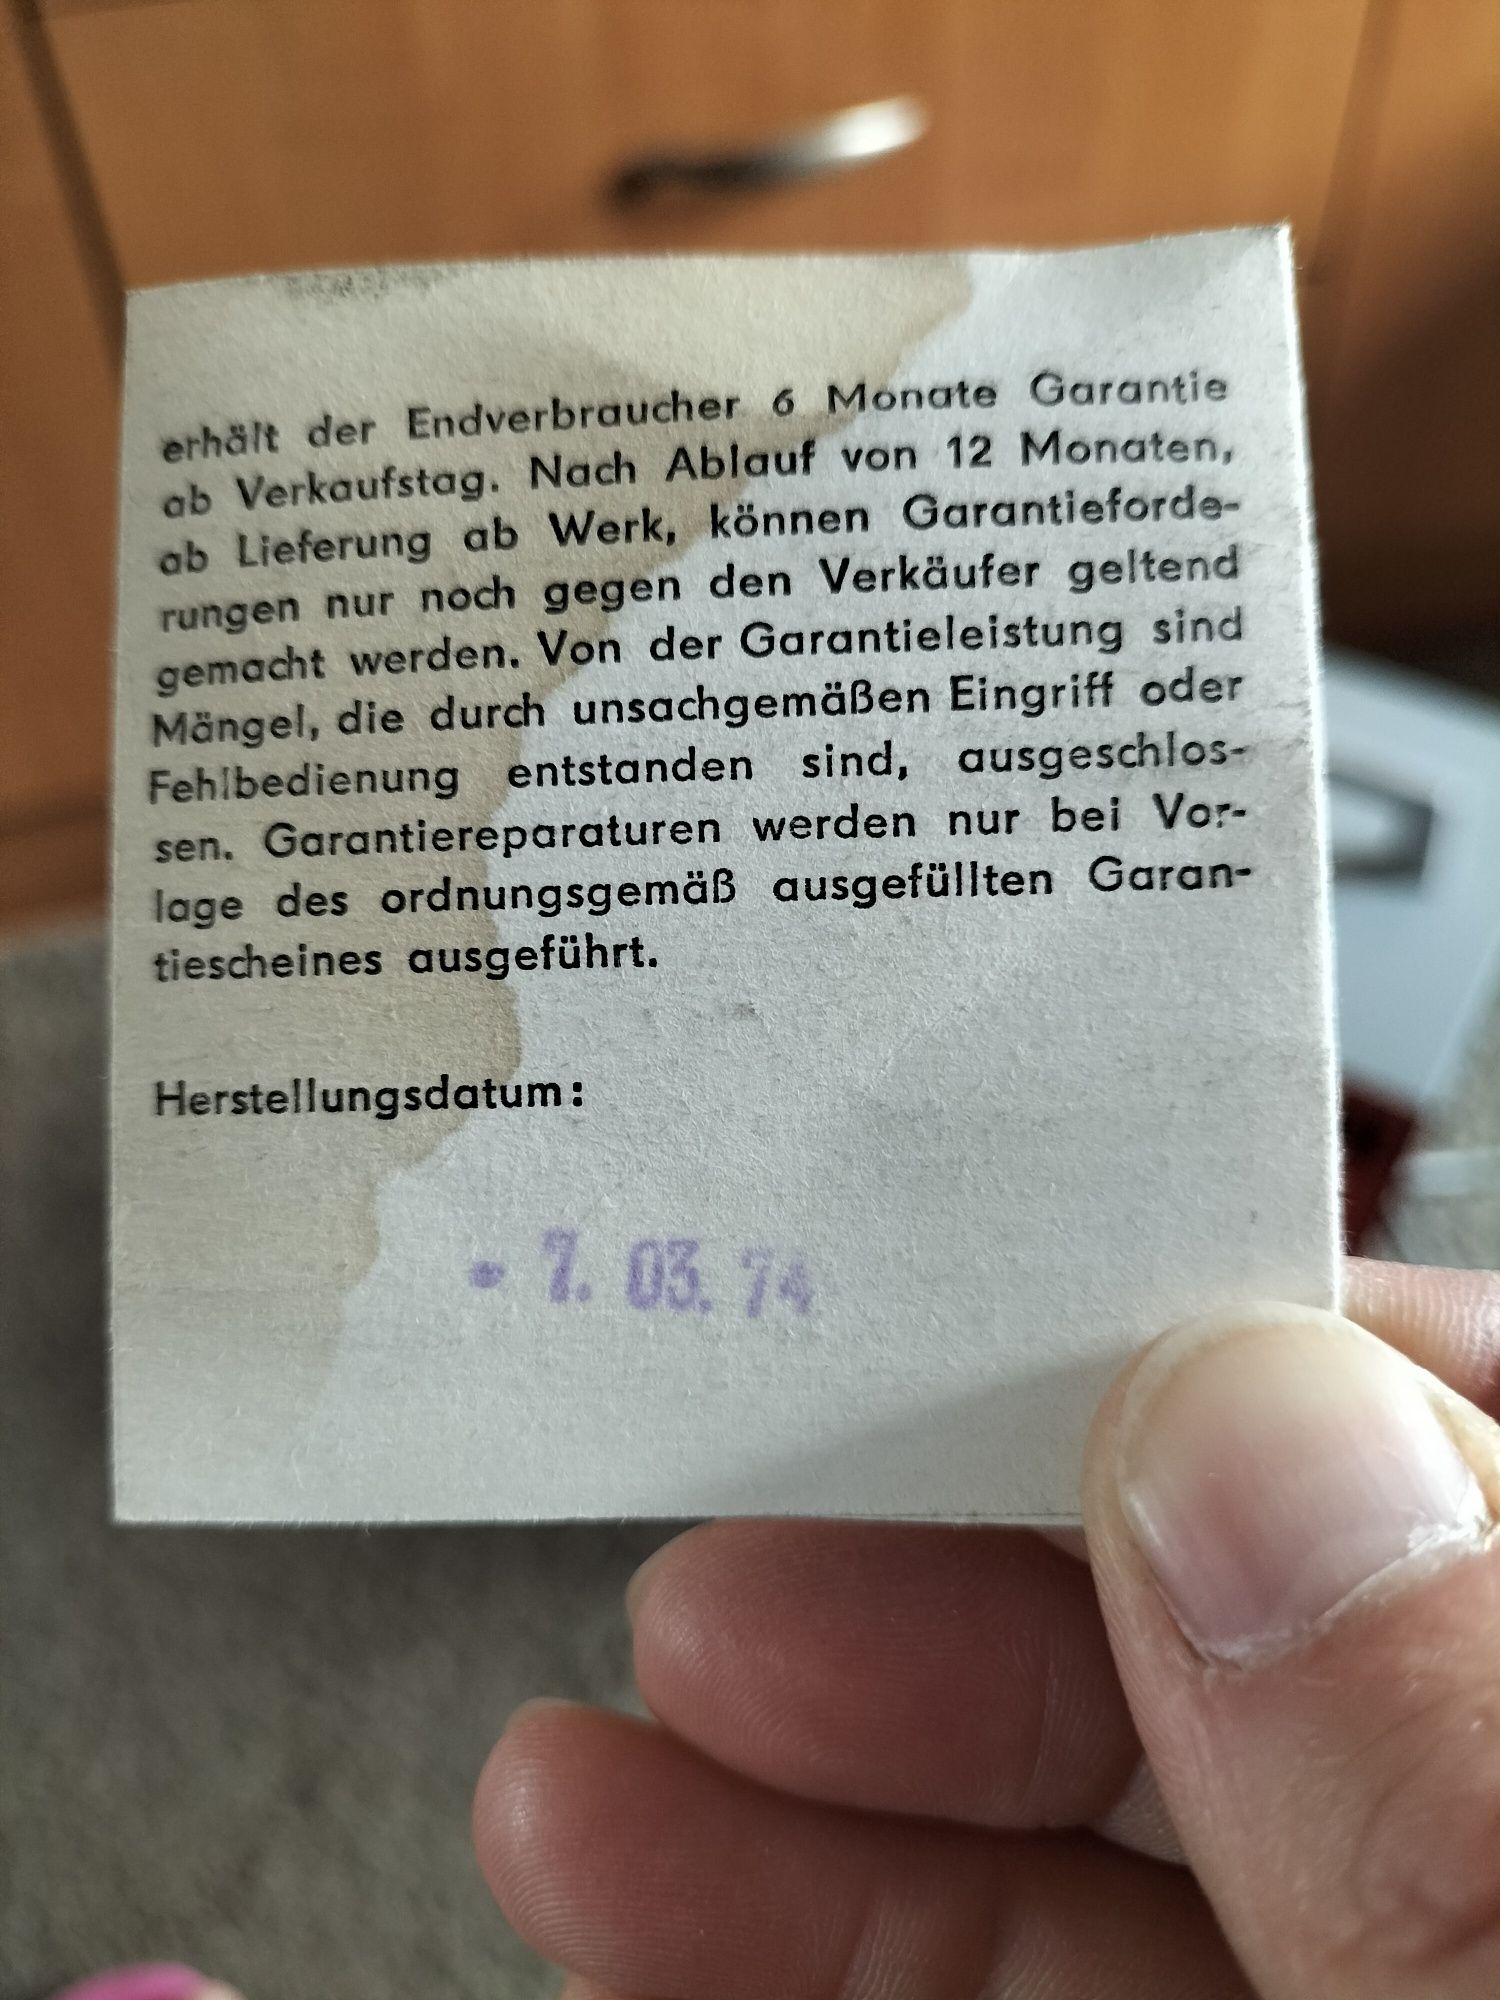 erhält der Endverbraucher 6 Monate Garantie
ab Verkaufstag. Nach Ablauf von 12 Monaten,
ab Lieferung ab Werk, können Garantieforde-
rungen nur noch gegen den Verkäufer geltend
gemacht werden. Von der Garantieleistung sind
Mängel, die durch unsachgemäßen Eingriff oder
Fehlbedienung entstanden sind, ausgeschlos-
sen. Garantiereparaturen werden nur bei Vor-
lage des ordnungsgemäß ausgefüllten Garan-
tiescheines ausgeführt.
Herstellungsdatum:
- 7. 03. 74